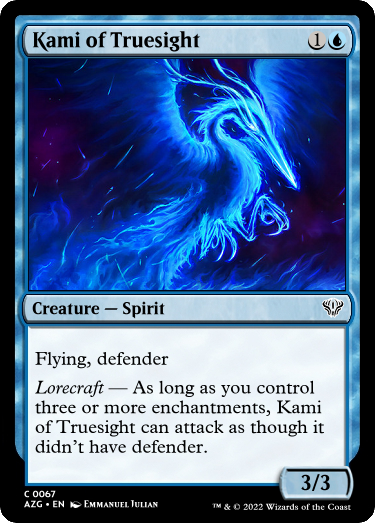 Kami of Truesight 1
Creature — Spirit
Flying, defender
Lorecraft — As long as you control
three or more enchantments, Kami
of Truesight can attack as though it
didn't have defender.
3/3
C 0067
AZG • EN Emmanuel Julian
™ & © 2022 Wizards of the Coast